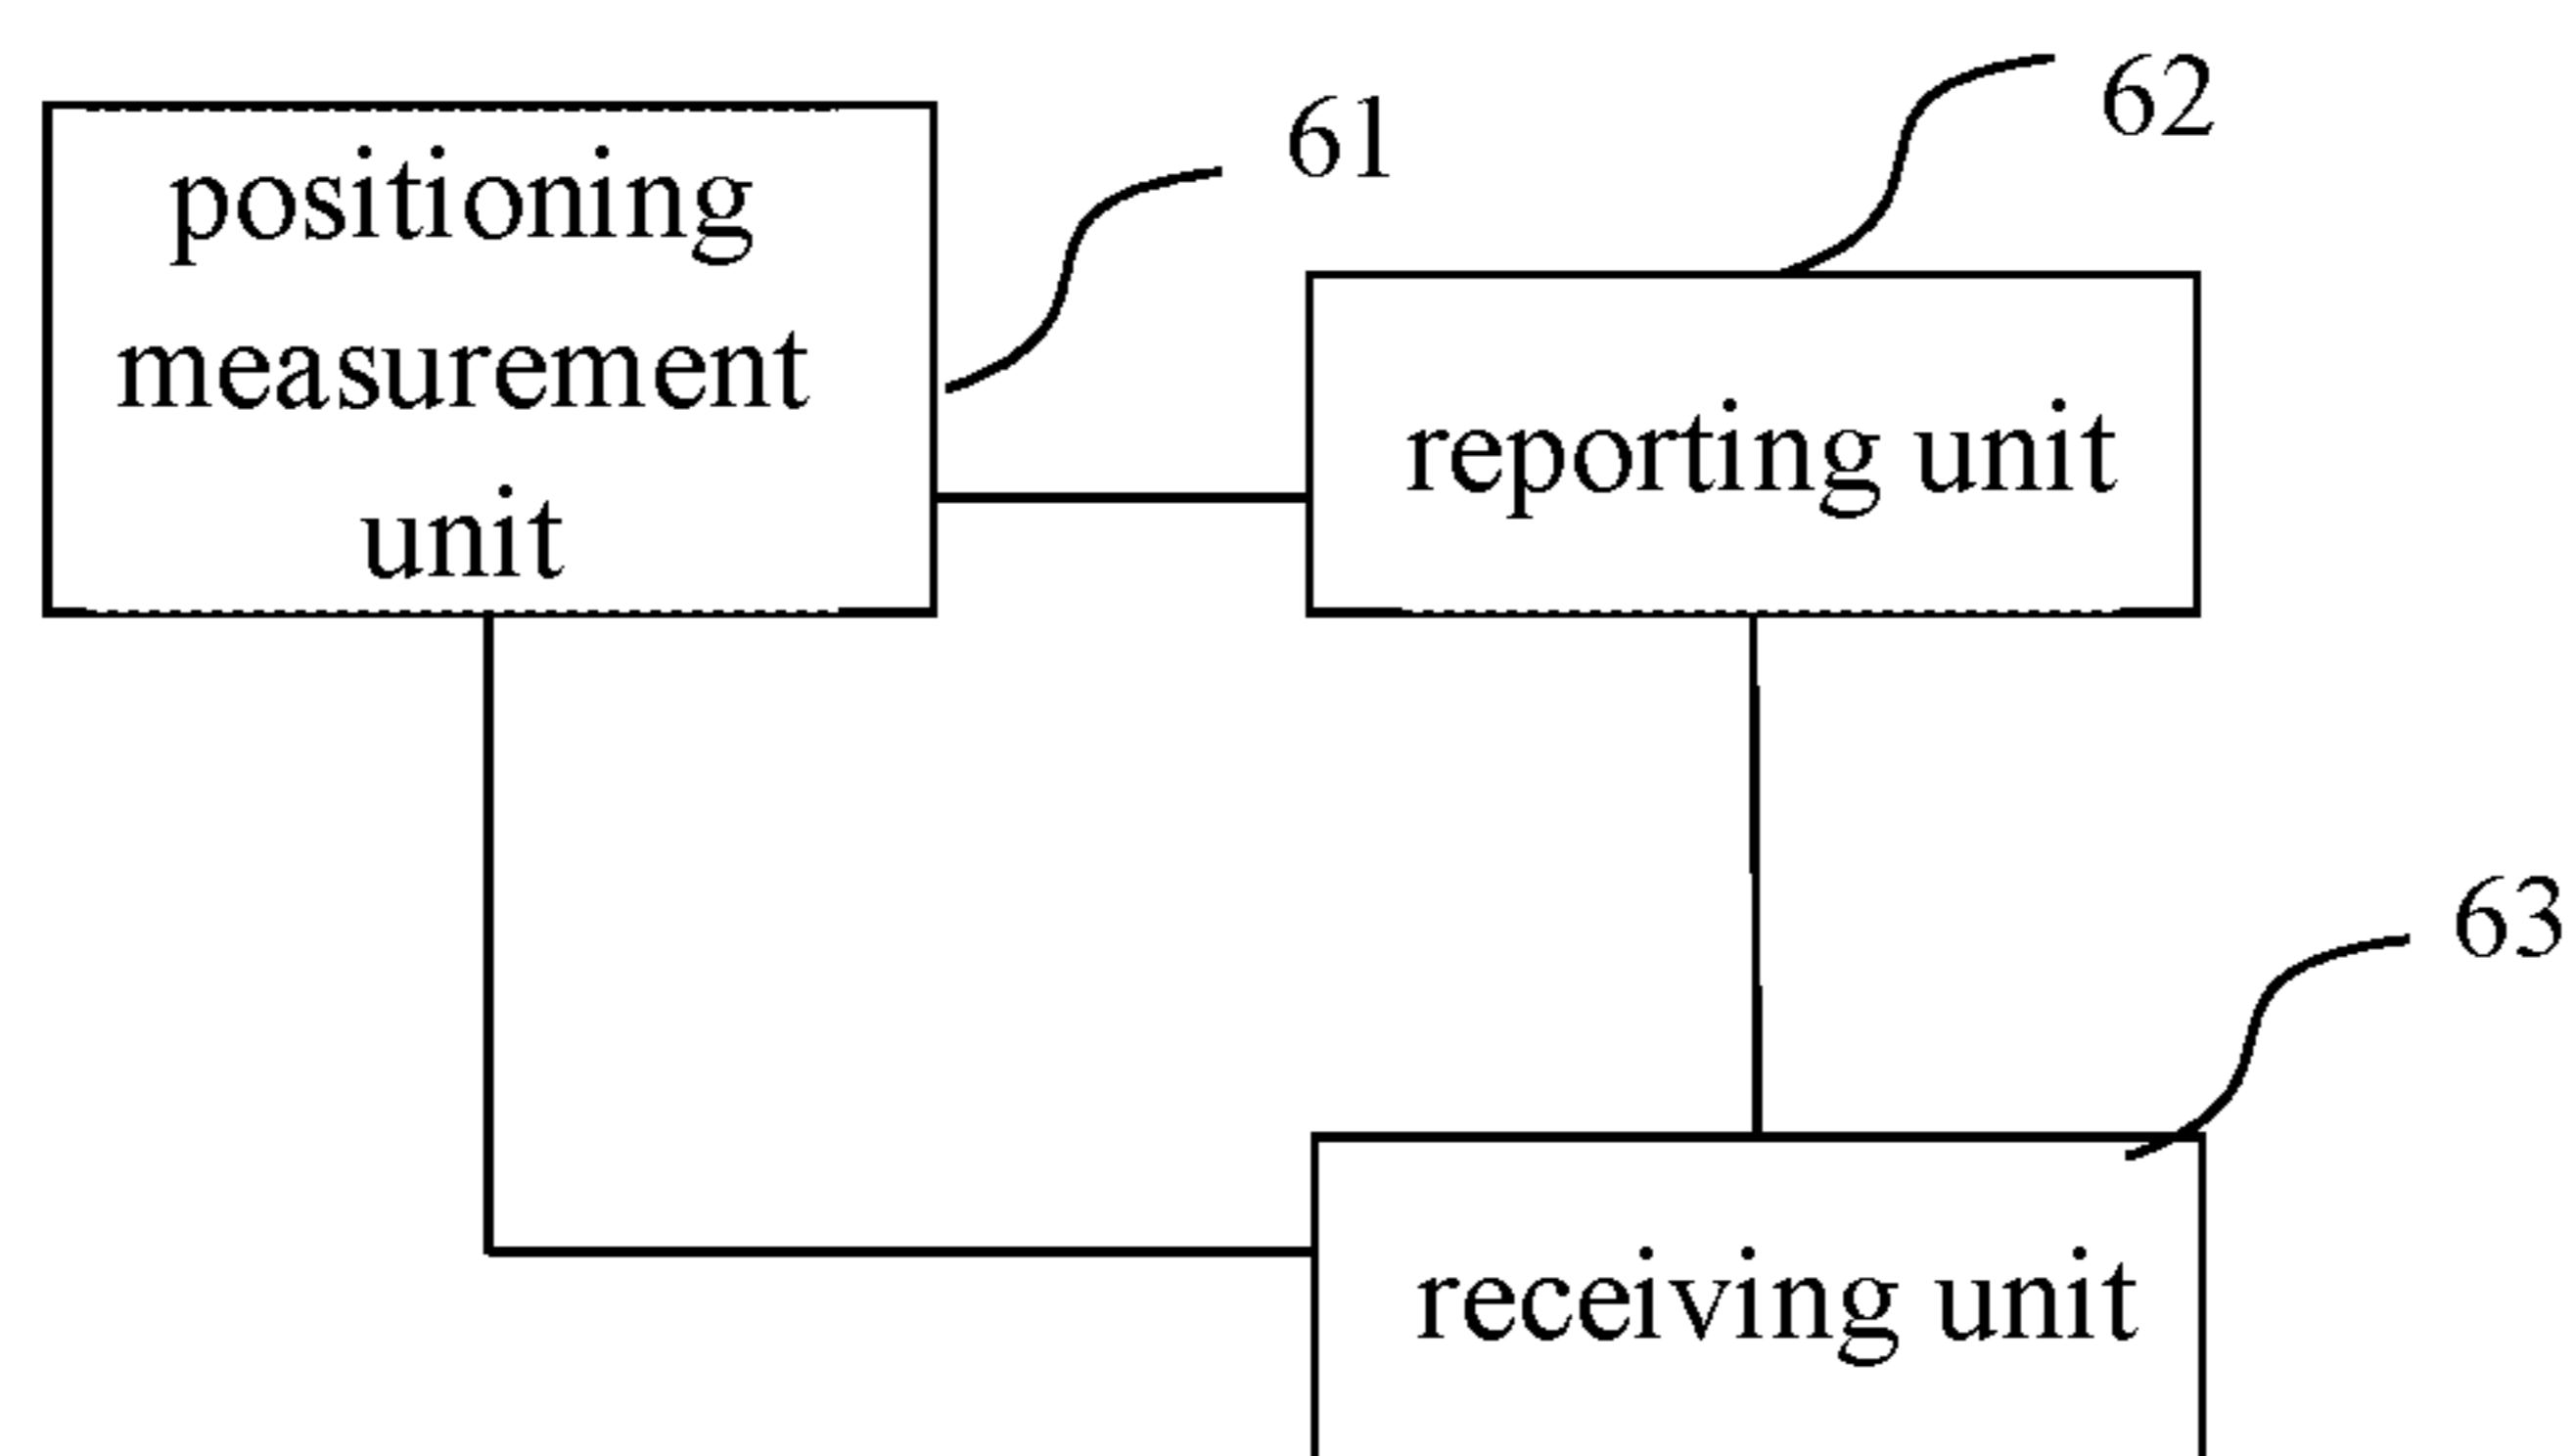 positioning
measurement
unit
61
62
reporting unit
63
receiving unit